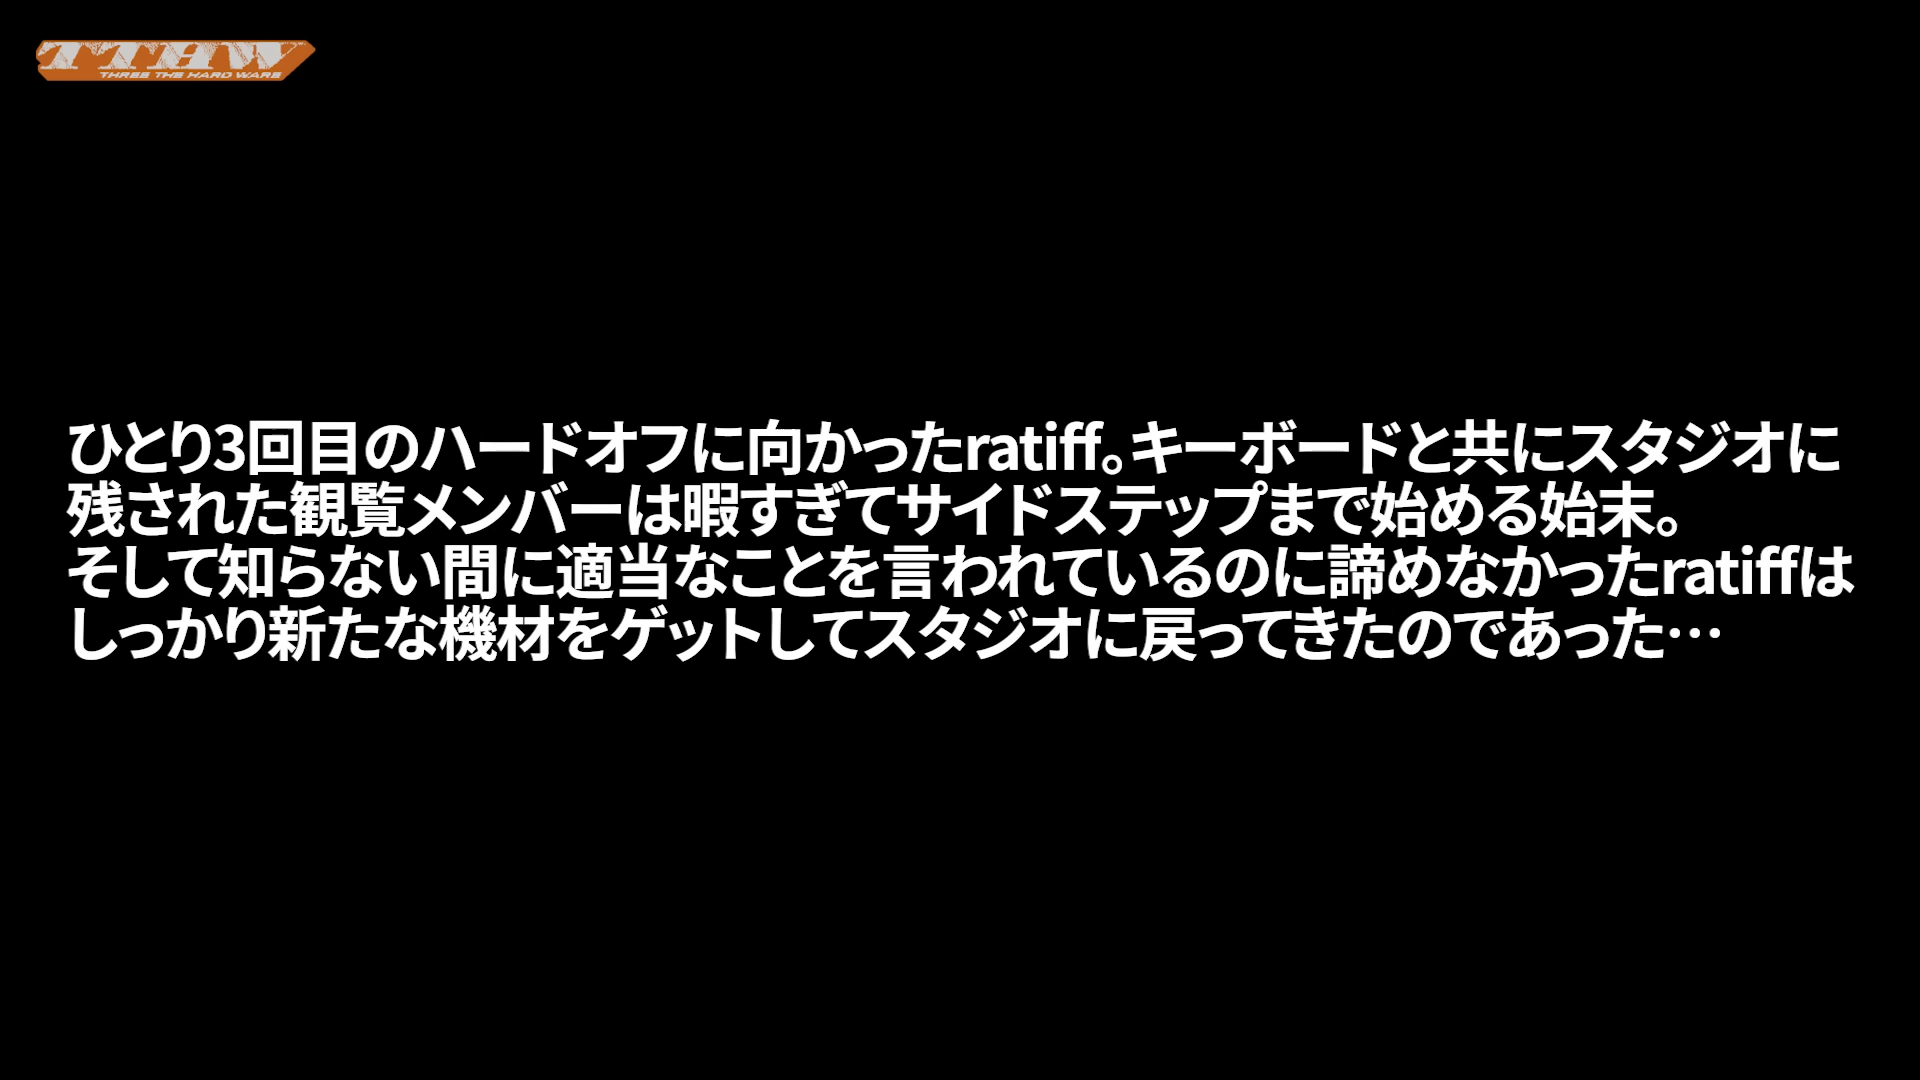 TTHW
THREE THE HARD WARE
ひとり3回目のハードオフに向かったratiff。キーボードと共にスタジオに
残された観覧メンバーは暇すぎてサイドステップまで始める始末。
そして知らない間に適当なことを言われているのに諦めなかったratiffは
しっかり新たな機材をゲットしてスタジオに戻ってきたのであった…